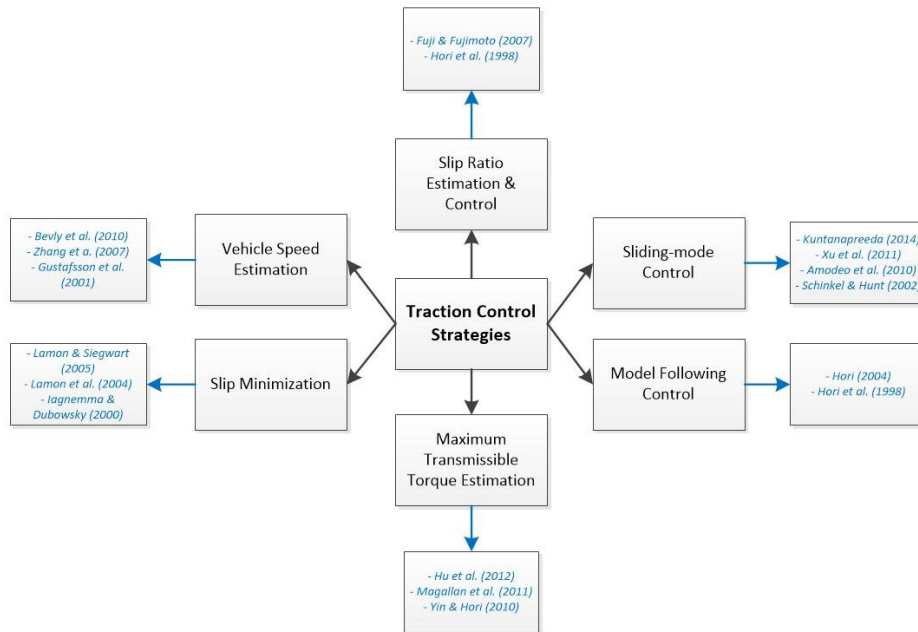 - Fuji & Fujimoto (2007)
- Hori et al. (1998)
Slip Ratio
Estimation &
Control
- Bevly et al. (2010)
- Zhang et a. (2007)
- Gustafsson et al.
(2001)
Vehicle Speed
Estimation
Sliding-mode
Control
- Kuntanapreeda (2014)
- Xu et al. (2011)
- Amodeo et al. (2010)
- Schinkel & Hunt (2002)
Traction Control
Strategies
- Lamon & Siegwart
(2005)
- Lamon et al. (2004)
- Iagnemma &
Dubowsky (2000)
Slip Minimization
Model Following
Control
- Hori (2004)
- Hori et al. (1998)
Maximum
Transmissible
Torque Estimation
- Hu et al. (2012)
- Magallan et al. (2011)
- Yin & Hori (2010)